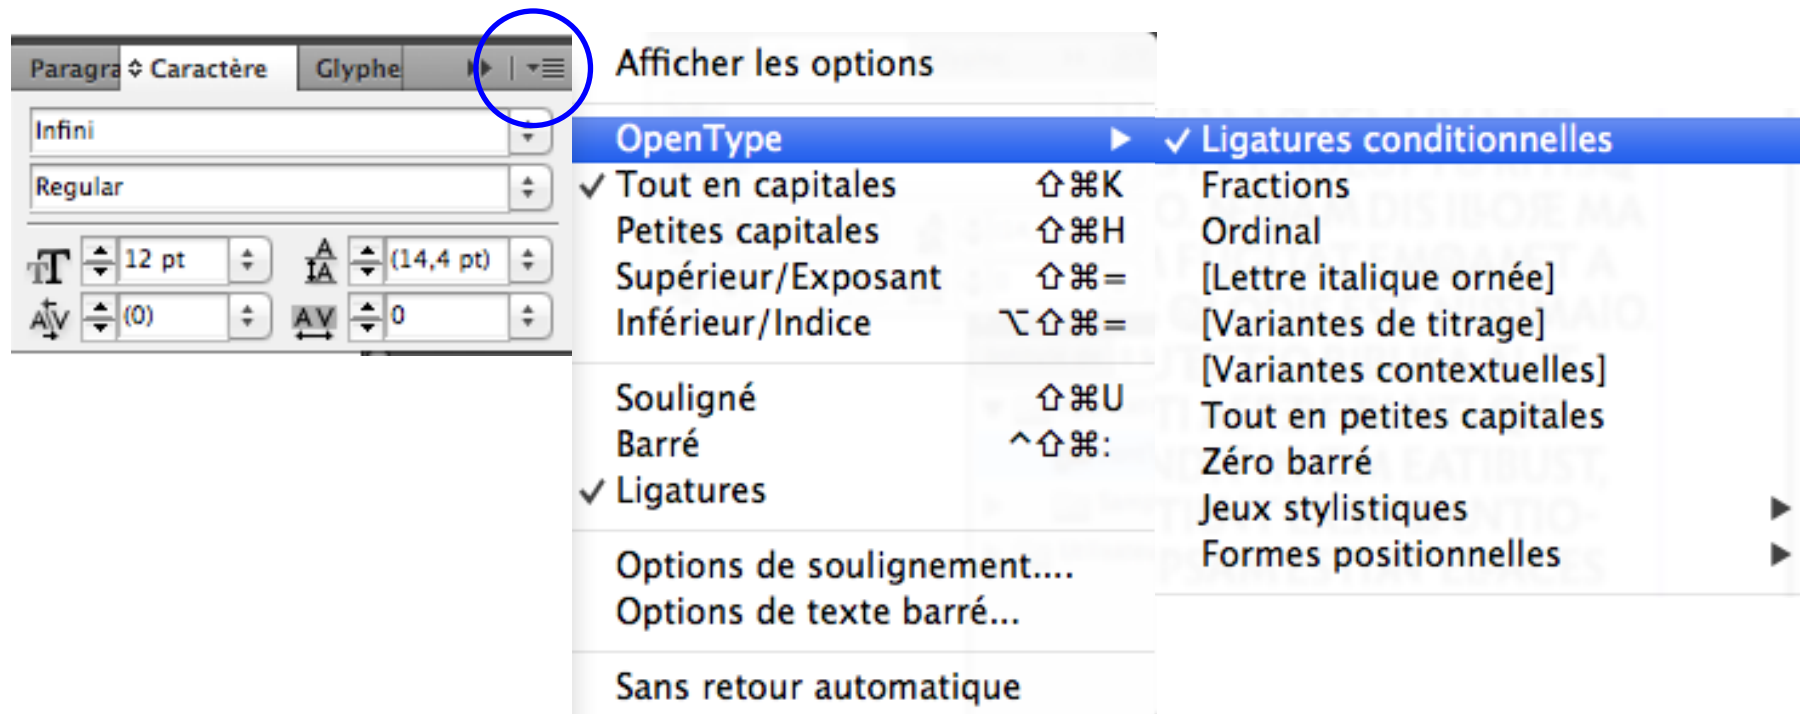 Paragra Caractère Glyphe
Infini
Regular
12 pt (14,4 pt)
(0) 0
Afficher les options
OpenType
Tout en capitales ⇧⌘K
Petites capitales ⇧⌘H
Supérieur/Exposant ⇧⌘=
Inférieur/Indice ⌥⇧⌘=
Souligné ⇧⌘U
Barré ^⇧⌘:
Ligatures
Options de soulignement....
Options de texte barré...
Sans retour automatique
Ligatures conditionnelles
Fractions
Ordinal
[Lettre italique ornée]
[Variantes de titrage]
[Variantes contextuelles]
Tout en petites capitales
Zéro barré
Jeux stylistiques
Formes positionnelles